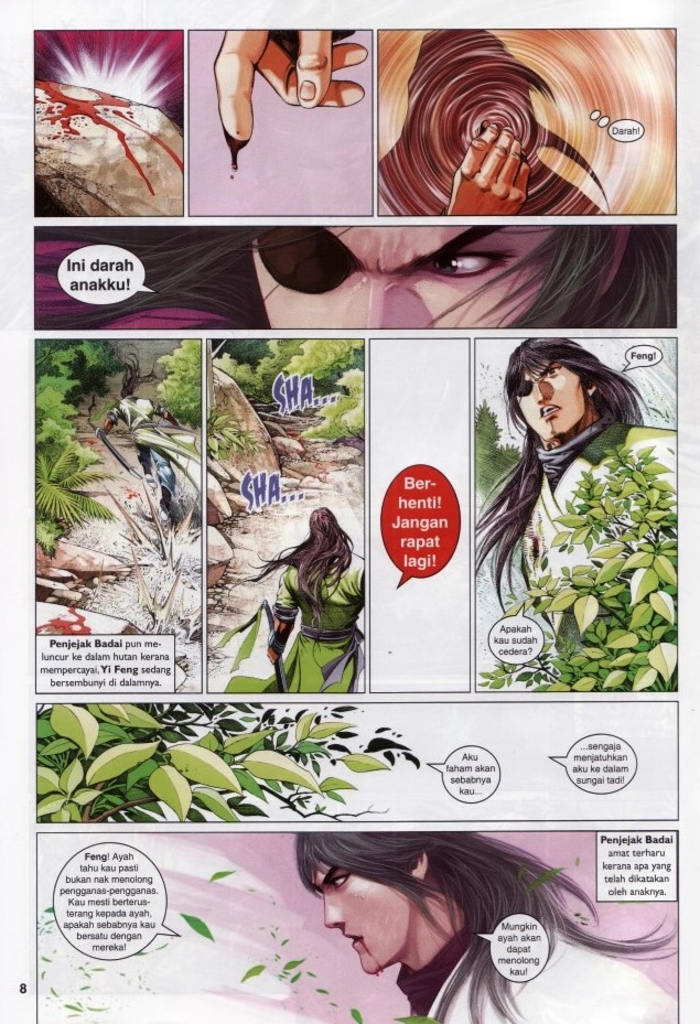 Darah!
Ini darah
anakku!
SHA...
SHA...
Penjejak Badai pun me-
luncur ke dalam hutan kerana
mempercayai, Yi Feng sedang
bersembunyi di dalamnya.
Ber-
henti!
Jangan
rapat
lagi!
Feng!
Apakah
kau sudah
cedera?
Aku
faham akan
sebabnya
kau...
...sengaja
menjatuhkan
aku ke dalam
sungai tadi!
Feng! Ayah
tahu kau pasti
bukan nak menolong
pengganas-pengganas.
Kau mesti berterus-
terang kepada ayah,
apakah sebabnya kau
bersatu dengan
mereka!
Penjejak Badai
amat terharu
kerana apa yang
telah dikatakan
oleh anaknya.
Mungkin
ayah akan
dapat
menolong
kau!
8